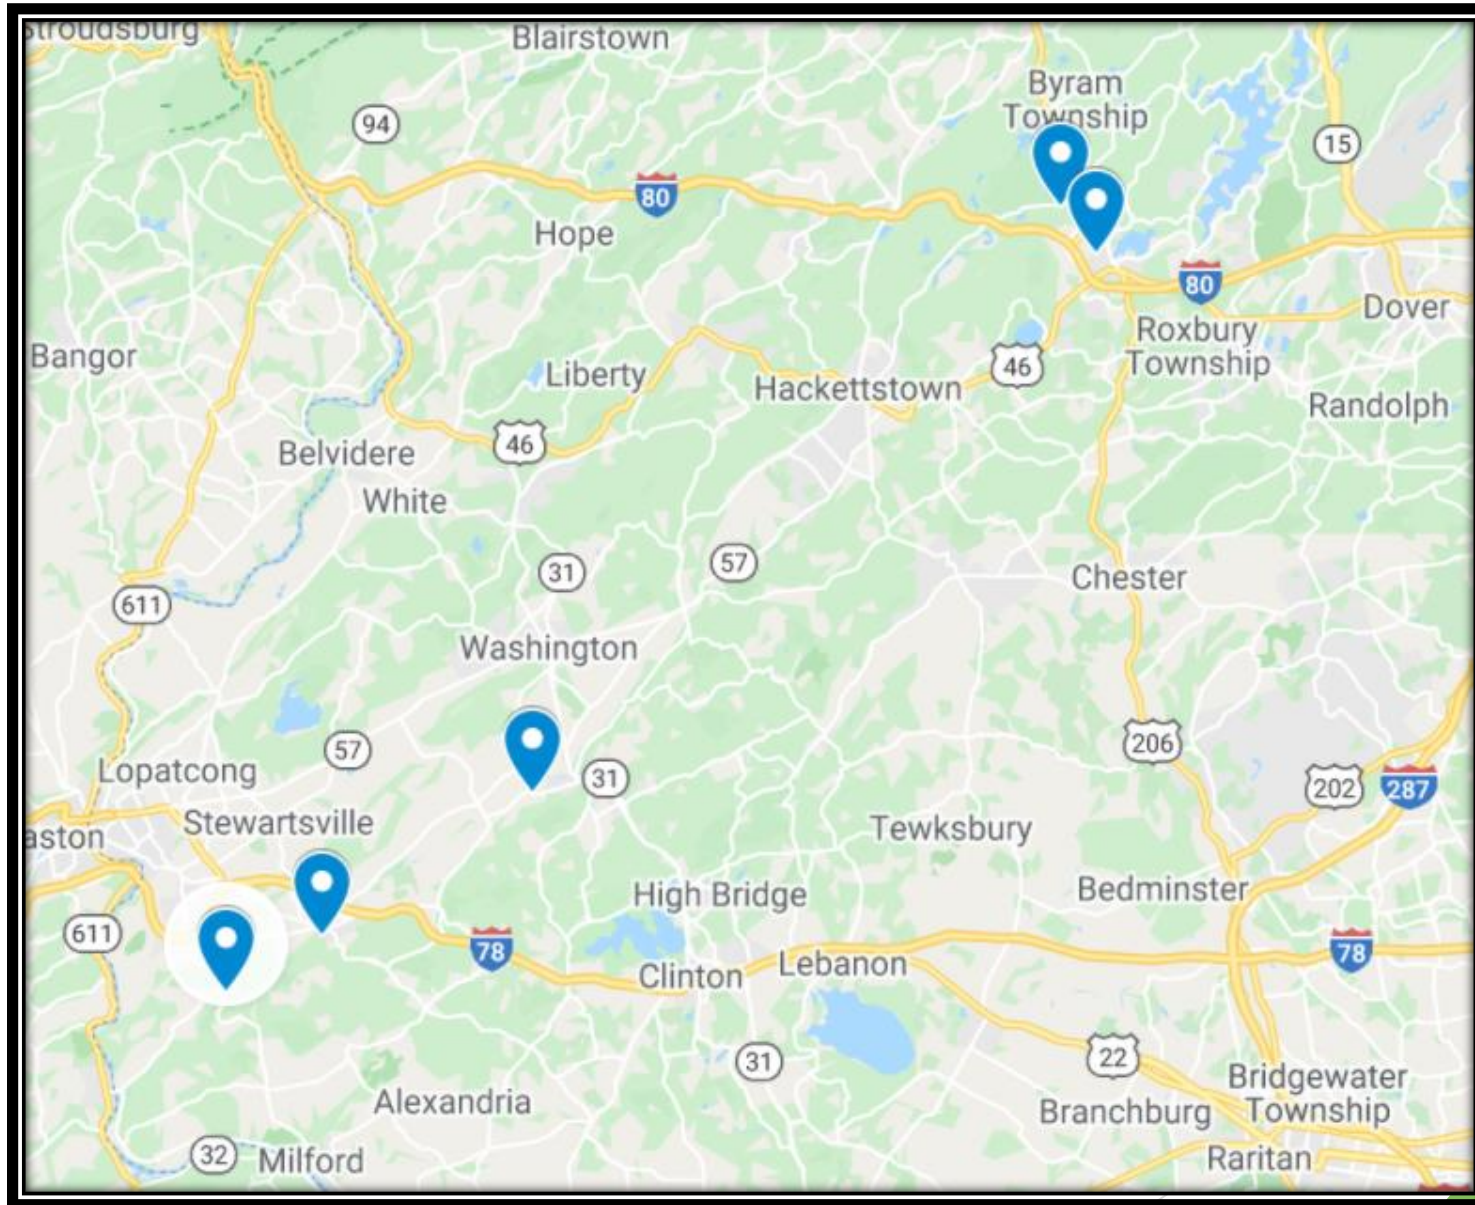 Stroudsburg
Blairstown
Byram
Township
94
15
80
Hope
80
Dover
Roxbury
Township
Bangor
46
Liberty
Hackettstown
Randolph
46
Belvidere
White
31
57
Chester
611
Washington
206
57
Lopatcong
31
202
287
Stewartsville
Tewksbury
aston
High Bridge
Bedminster
611
78
78
Clinton
Lebanon
31
22
Bridgewater
Township
Alexandria
Branchburg
32
Milford
Raritan